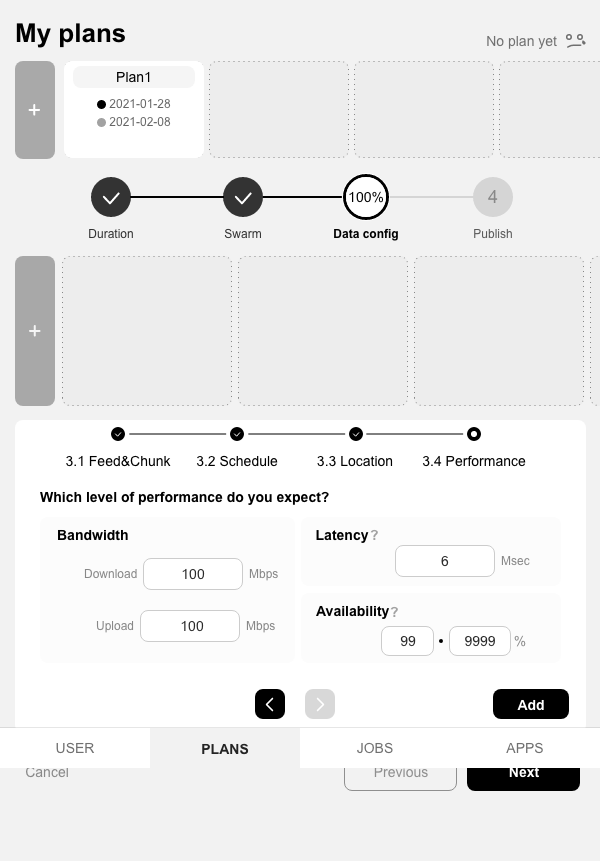 My plans
No plan yet
+
Plan1
2021-01-28
2021-02-08
100%
4
Duration
Swarm
Data config
Publish
+
3.1 Feed&Chunk
3.2 Schedule
3.3 Location
3.4 Performance
Which level of performance do you expect?
Bandwidth
Download 100 Mbps
Upload 100 Mbps
Latency ?
6 Msec
Availability ?
99 • 9999 %
Add
USER
PLANS
JOBS
APPS
Cancel
Previous
Next